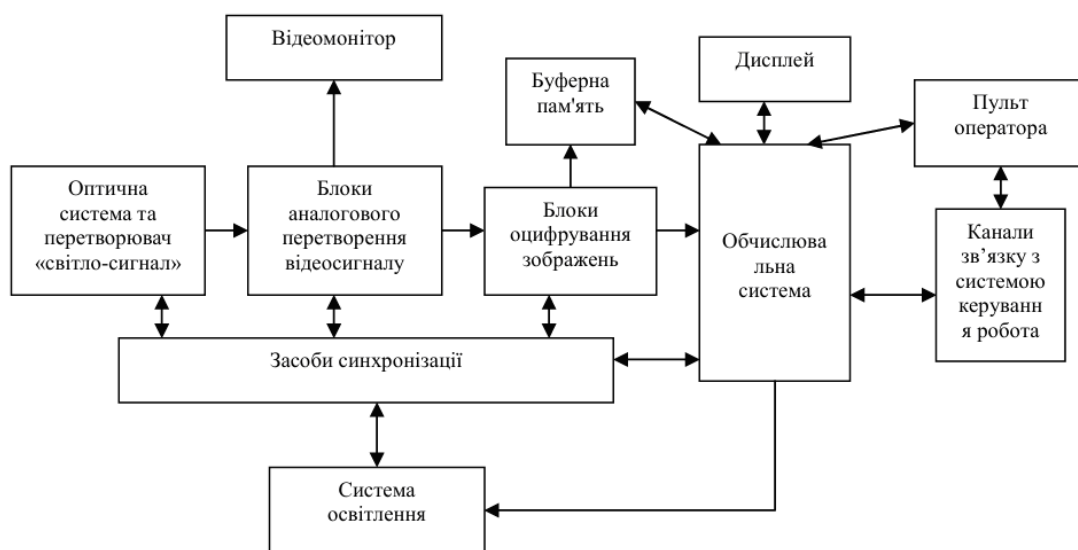 Відеомонітор
Буферна
пам'ять
Дисплей
Пульт
оператора
Оптична
система та
перетворювач
«світло-сигнал»
Блоки
аналогового
перетворення
відеосигналу
Блоки
оцифрування
зображень
Обчислюва
льна
система
Канали
зв’язку з
системою
керуванн
я робота
Засоби синхронізації
Система
освітлення